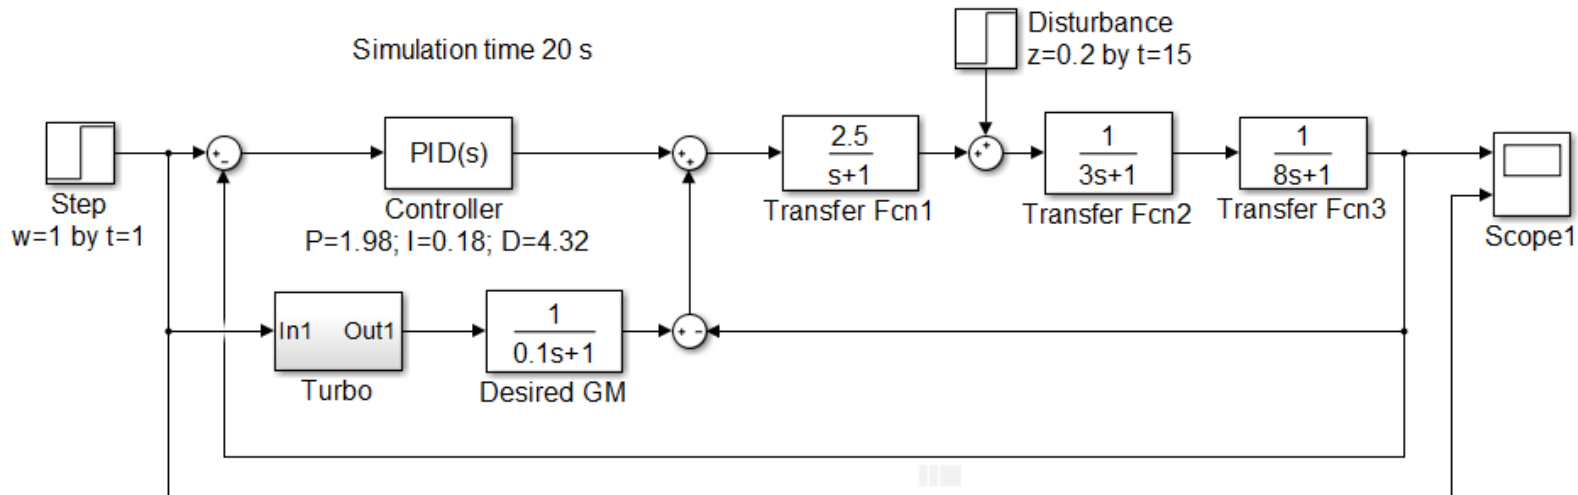 Disturbance
z=0.2 by t=15
Simulation time 20 s
Step
w=1 by t=1
PID(s)
Controller
P=1.98; I=0.18; D=4.32
2.5
s+1
Transfer Fcn1
1
3s+1
Transfer Fcn2
1
8s+1
Transfer Fcn3
Scope1
In1 Out1
Turbo
1
0.1s+1
Desired GM